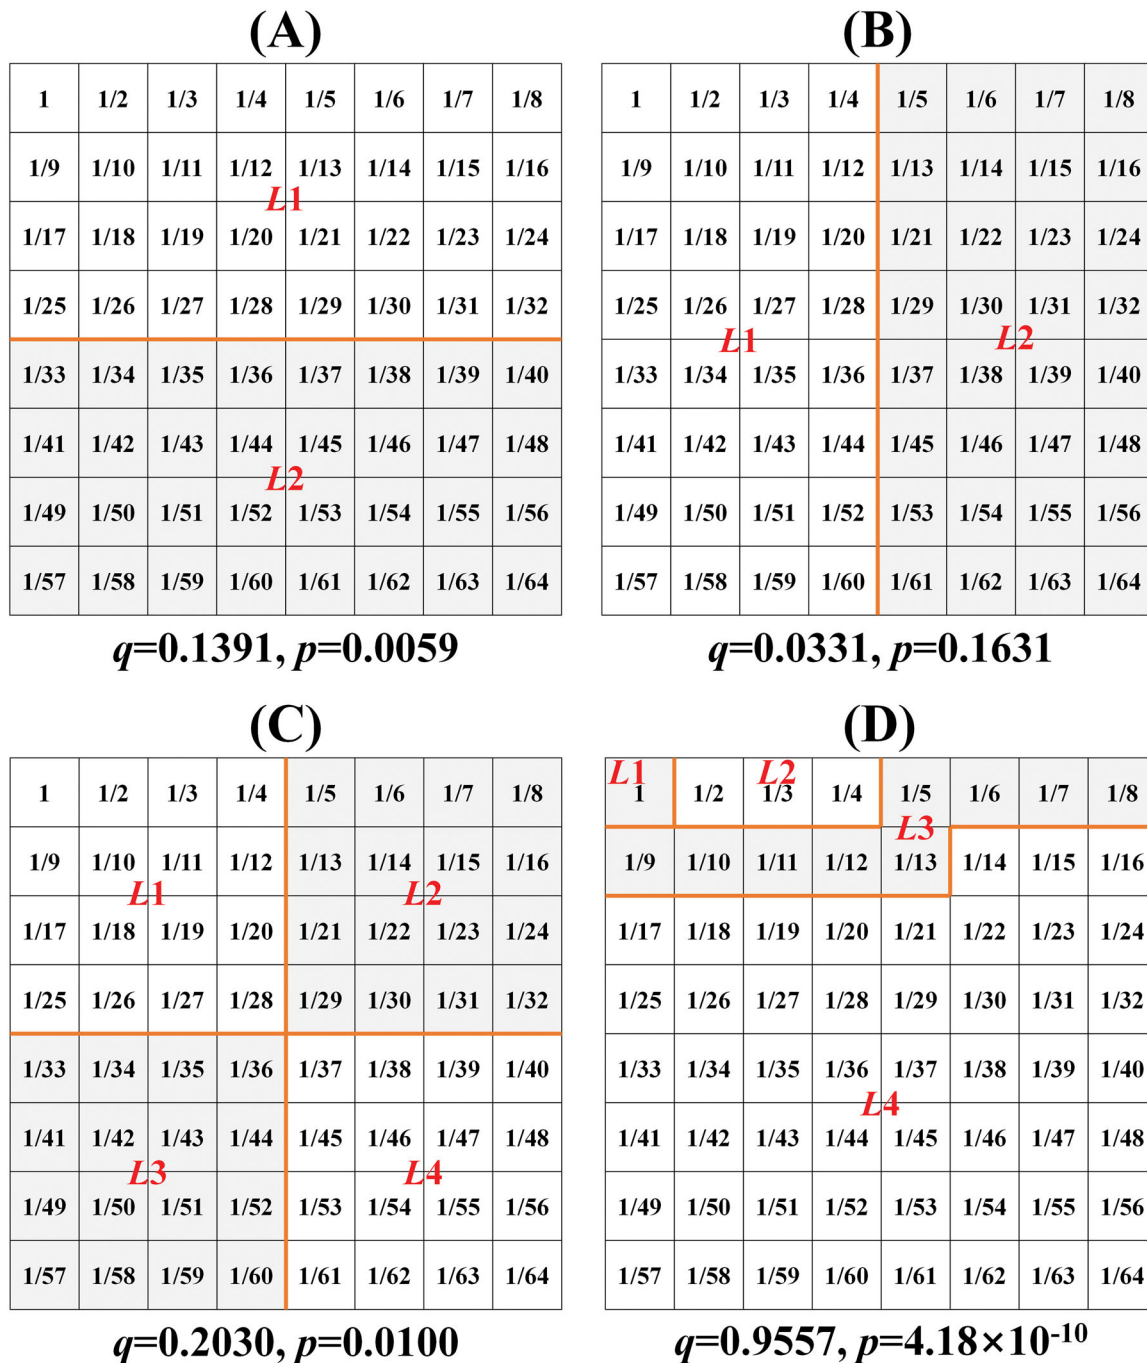 (A) (B)
1 1/2 1/3 1/4 1/5 1/6 1/7 1/8 1 1/2 1/3 1/4 1/5 1/6 1/7 1/8
1/9 1/10 1/11 1/12 1/13 1/14 1/15 1/16 1/9 1/10 1/11 1/12 1/13 1/14 1/15 1/16
L1
1/17 1/18 1/19 1/20 1/21 1/22 1/23 1/24 1/17 1/18 1/19 1/20 1/21 1/22 1/23 1/24
1/25 1/26 1/27 1/28 1/29 1/30 1/31 1/32 1/25 1/26 1/27 1/28 1/29 1/30 1/31 1/32
L1 L2
1/33 1/34 1/35 1/36 1/37 1/38 1/39 1/40 1/33 1/34 1/35 1/36 1/37 1/38 1/39 1/40
1/41 1/42 1/43 1/44 1/45 1/46 1/47 1/48 1/41 1/42 1/43 1/44 1/45 1/46 1/47 1/48
L2
1/49 1/50 1/51 1/52 1/53 1/54 1/55 1/56 1/49 1/50 1/51 1/52 1/53 1/54 1/55 1/56
1/57 1/58 1/59 1/60 1/61 1/62 1/63 1/64 1/57 1/58 1/59 1/60 1/61 1/62 1/63 1/64
q=0.1391, p=0.0059 q=0.0331, p=0.1631
(C) (D)
L1 L2
1 1/2 1/3 1/4 1/5 1/6 1/7 1/8 1 1/2 1/3 1/4 1/5 1/6 1/7 1/8
L3
1/9 1/10 1/11 1/12 1/13 1/14 1/15 1/16 1/9 1/10 1/11 1/12 1/13 1/14 1/15 1/16
L1 L2
1/17 1/18 1/19 1/20 1/21 1/22 1/23 1/24 1/17 1/18 1/19 1/20 1/21 1/22 1/23 1/24
1/25 1/26 1/27 1/28 1/29 1/30 1/31 1/32 1/25 1/26 1/27 1/28 1/29 1/30 1/31 1/32
1/33 1/34 1/35 1/36 1/37 1/38 1/39 1/40 1/33 1/34 1/35 1/36 1/37 1/38 1/39 1/40
L4
1/41 1/42 1/43 1/44 1/45 1/46 1/47 1/48 1/41 1/42 1/43 1/44 1/45 1/46 1/47 1/48
L3 L4
1/49 1/50 1/51 1/52 1/53 1/54 1/55 1/56 1/49 1/50 1/51 1/52 1/53 1/54 1/55 1/56
1/57 1/58 1/59 1/60 1/61 1/62 1/63 1/64 1/57 1/58 1/59 1/60 1/61 1/62 1/63 1/64
q=0.2030, p=0.0100 q=0.9557, p=4.18×10⁻¹⁰